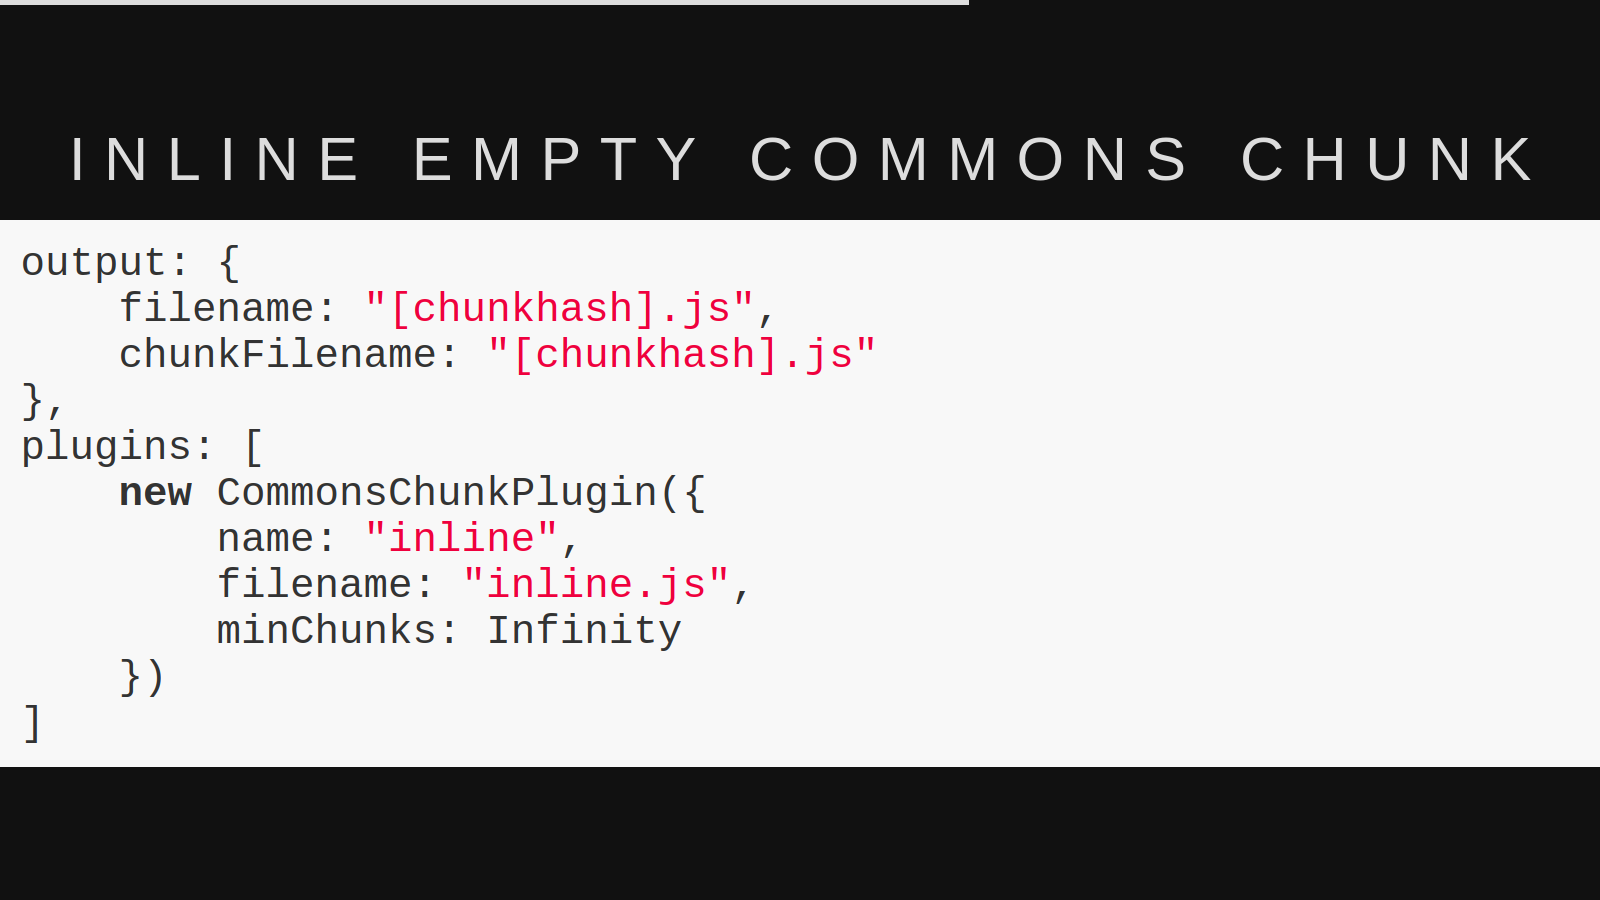 INLINE EMPTY COMMONS CHUNK
output: {
    filename: "[chunkhash].js",
    chunkFilename: "[chunkhash].js"
},
plugins: [
    new CommonsChunkPlugin({
        name: "inline",
        filename: "inline.js",
        minChunks: Infinity
    })
]